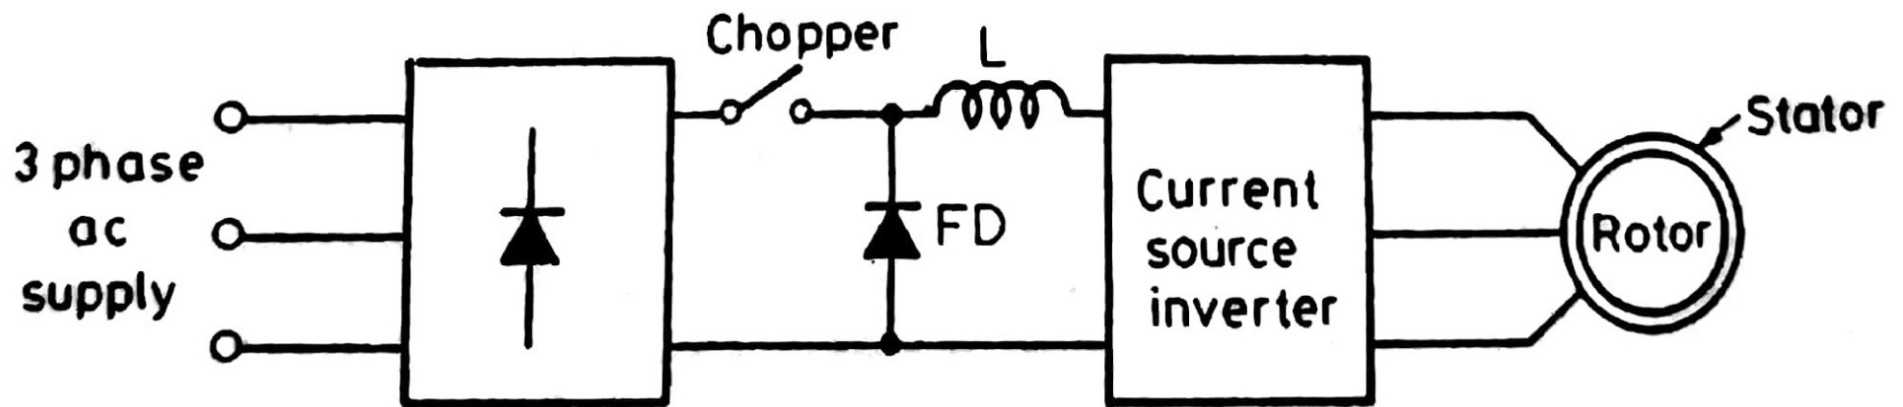 3 phase
ac
supply
Chopper
L
FD
Current
source
inverter
Stator
Rotor